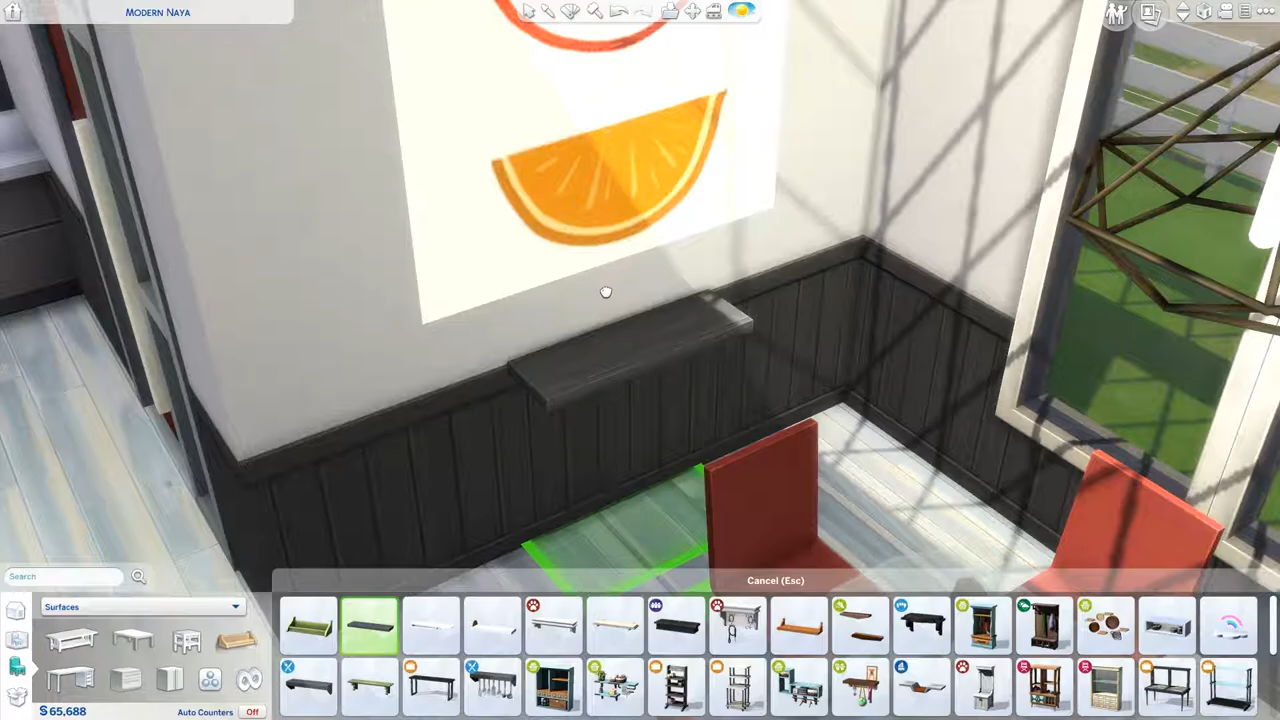 Modern Naya
Cancel (Esc)
Search
Surfaces
§65,688
Auto Counters Off